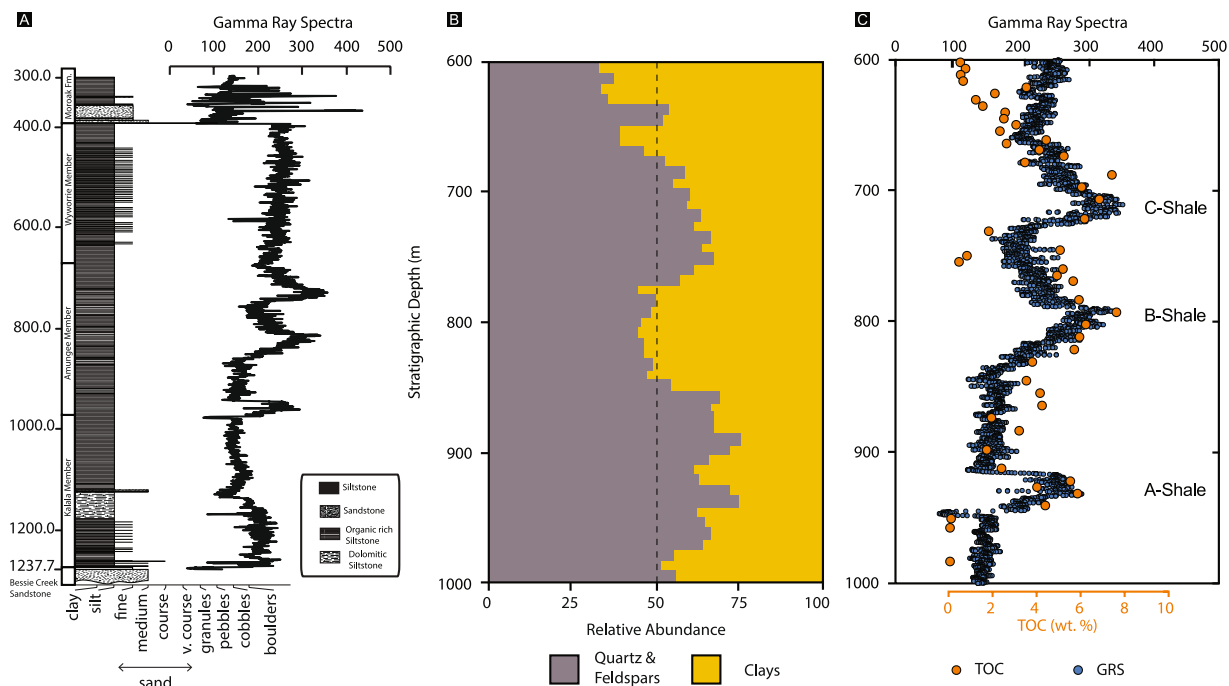 A
Gamma Ray Spectra
0 100 200 300 400 500
300.0
400.0
600.0
800.0
1000.0
1200.0
1237.7
Bessie Creek
Sandstone
Moroak Fm.
Wyworrie Member
Amungee Member
Kalala Member
Siltstone
Sandstone
Organic rich
Siltstone
Dolomitic
Siltstone
clay
silt
fine
medium
course
v. course
granules
pebbles
cobbles
boulders
sand
B
Stratigraphic Depth (m
600
700
800
900
1000
0 25 50 75 100
Relative Abundance
Quartz &
Feldspars
Clays
C
Gamma Ray Spectra
0 100 200 300 400 500
600
700
800
900
1000
C-Shale
B-Shale
A-Shale
0 2 4 6 8 10
TOC (wt. %)
TOC
GRS